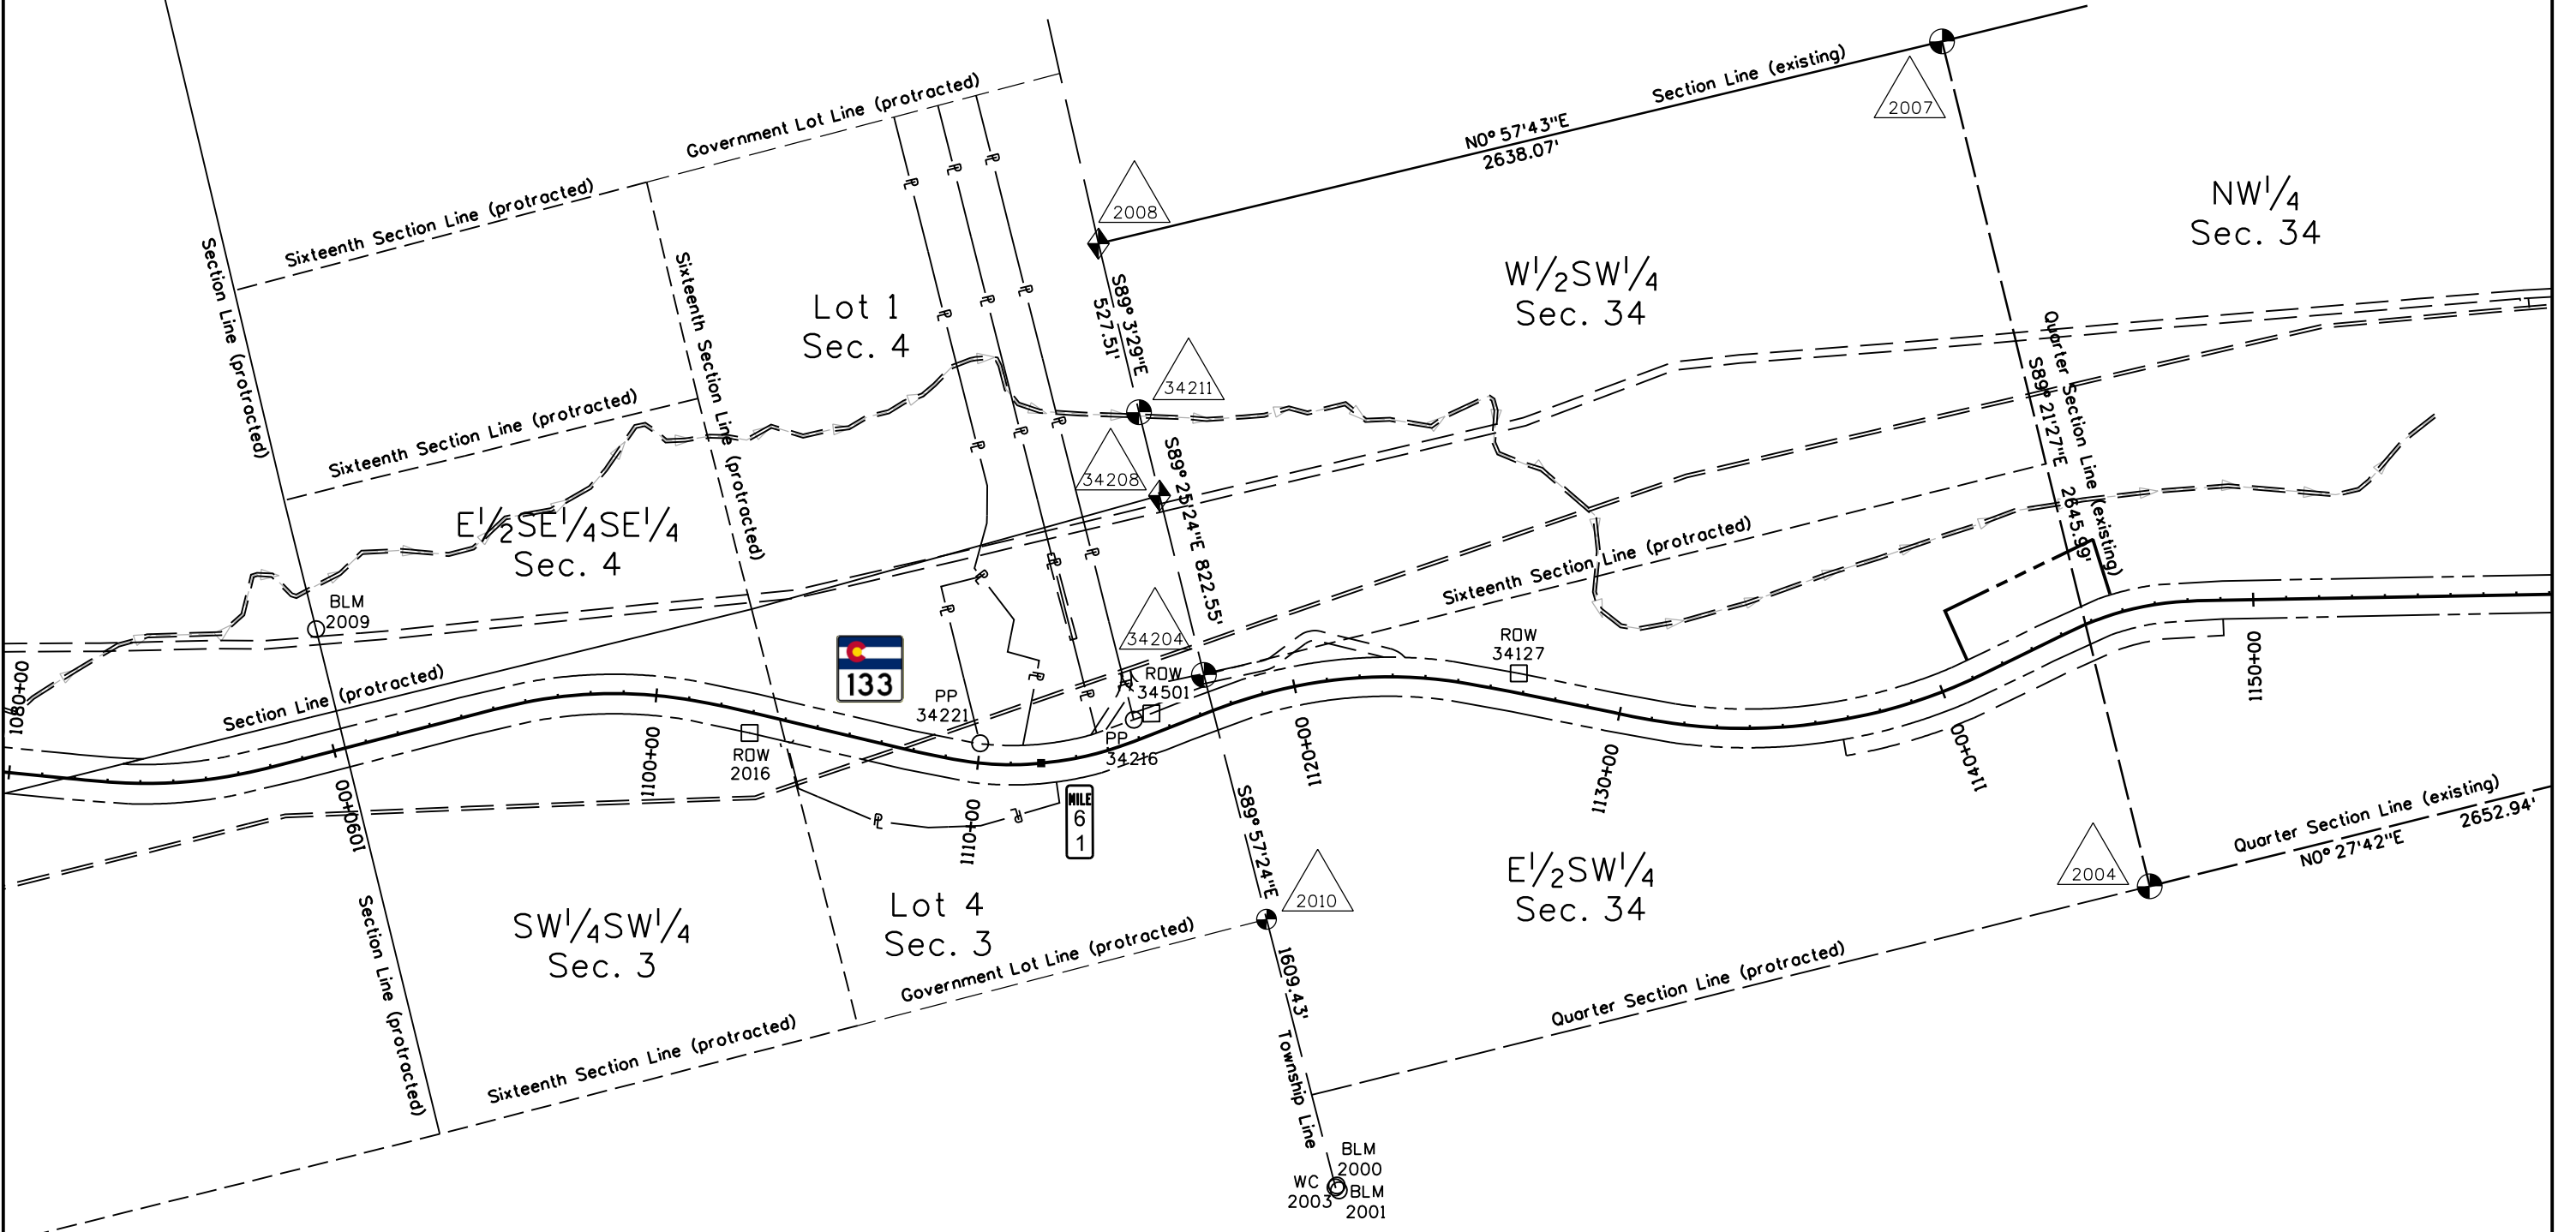 Section Line (existing)
2007
N0° 57'43"E
2638.07'
Government Lot Line (protracted)
Sixteenth Section Line (protracted)
2008
NW1/4
Sec. 34
W1/2SW1/4
Sec. 34
Section Line (protracted)
Sixteenth Section Line (protracted)
Lot 1
Sec. 4
S89° 3'29"E
527.51'
34211
Quarter Section Line (existing)
S89° 21'27"E 2645.99'
Sixteenth Section Line (protracted)
34208
S89° 25'24"E 822.55'
E1/2SE1/4SE1/4
Sec. 4
Sixteenth Section Line (protracted)
BLM
2009
34204
ROW
34127
133
ROW
34501
PP
34221
Section Line (protracted)
1080+00
PP
34216
ROW
2016
1090+00
1100+00
1110+00
1120+00
1130+00
1140+00
1150+00
MILE
6
1
S89° 57'24"E
1609.43'
2010
E1/2SW1/4
Sec. 34
2004
Quarter Section Line (existing)
N0° 27'42"E
2652.94'
Section Line (protracted)
SW1/4SW1/4
Sec. 3
Lot 4
Sec. 3
Government Lot Line (protracted)
Quarter Section Line (protracted)
Sixteenth Section Line (protracted)
Township Line
BLM
2000
WC
2003
BLM
2001